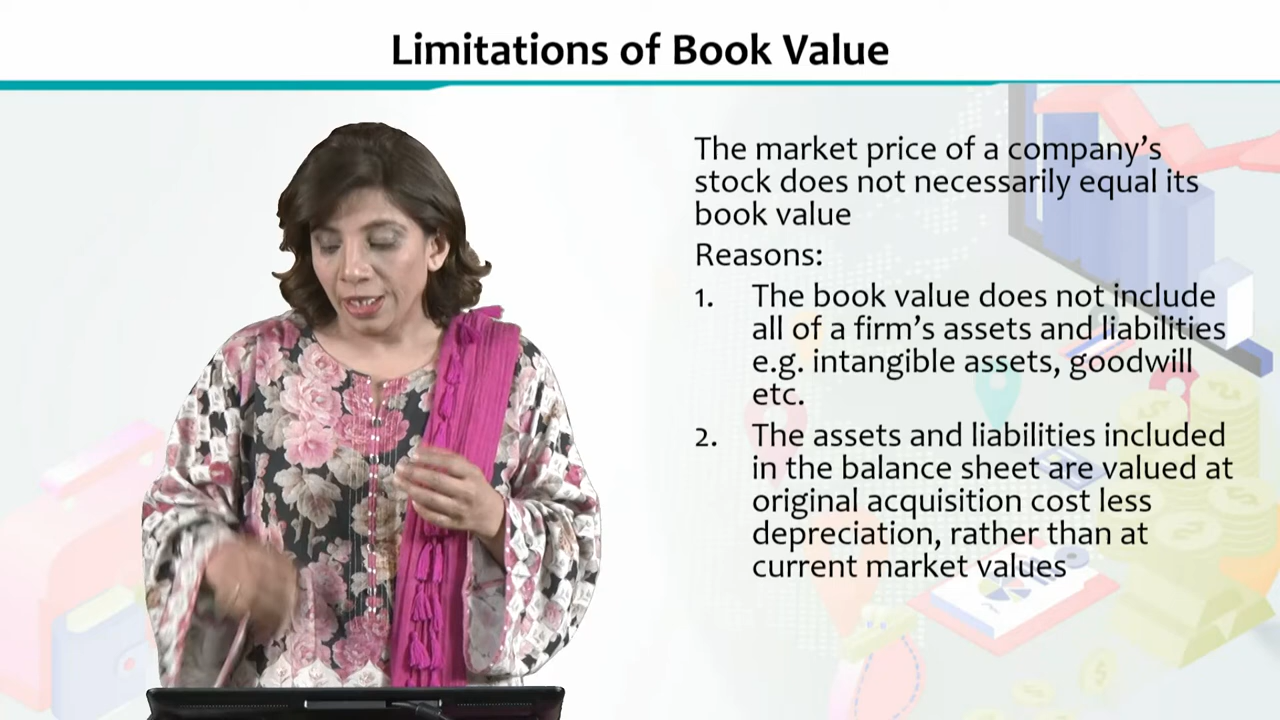 Limitations of Book Value
The market price of a company's
stock does not necessarily equal its
book value
Reasons:
1. The book value does not include
all of a firm's assets and liabilities
e.g. intangible assets, goodwill
etc.
2. The assets and liabilities included
in the balance sheet are valued at
original acquisition cost less
depreciation, rather than at
current market values